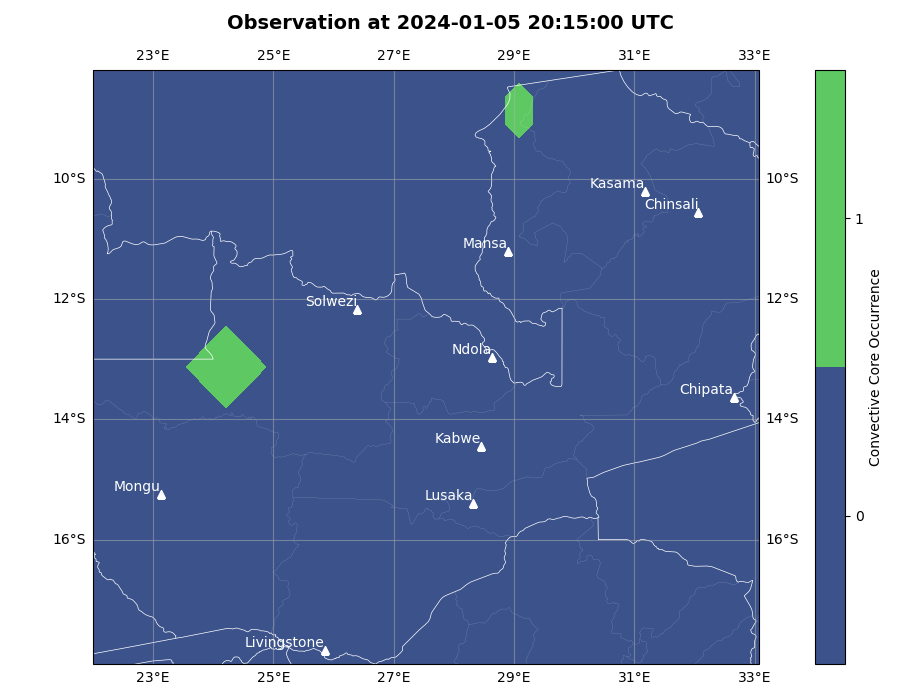 Observation at 2024-01-05 20:15:00 UTC
23°E 25°E 27°E 29°E 31°E 33°E
10°S 10°S
Kasama
Chinsali
1
Mansa
12°S 12°S
Solwezi
Ndola
Chipata
14°S 14°S
Kabwe
Mongu
Lusaka
0
16°S 16°S
Livingstone
23°E 25°E 27°E 29°E 31°E 33°E
Convective Core Occurrence